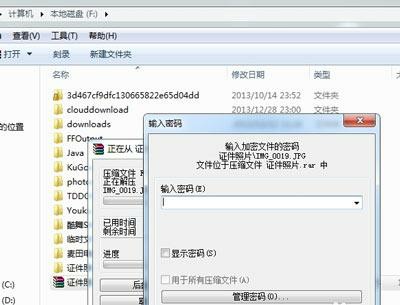 计算机 ▸ 本地磁盘 (F:) ▸
查看(V) 工具(T) 帮助(H)
打开 刻录 新建文件夹
名称 修改日期 类型
3d467cf9dfc130665822e65d04dd 2013/10/14 23:52 文件夹
clouddownload 2013/12/28 23:00 文件夹
downloads 文件夹
的位置
FFOutput
Java
KuGo
photo
TDDO
Youku
酷舞S
临时文
麦田电
证件照
证件照
(C:)
(D:)
正在从 证
压缩文件 F
正在解压
IMG_0019.J
已用时间
剩余时间
进度
输入密码
输入加密文件的密码
证件照片\IMG_0019.JPG
文件位于压缩文件 证件照片.rar 中
输入密码(E)
显示密码(S)
用于所有压缩文件(A)
管理密码(O)...